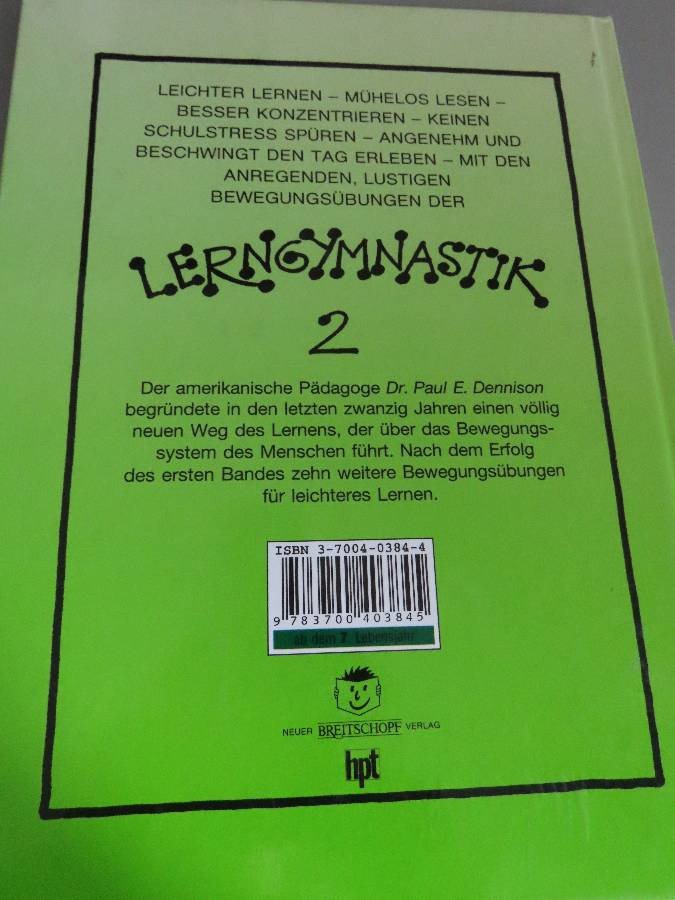 LEICHTER LERNEN – MÜHELOS LESEN –
BESSER KONZENTRIEREN – KEINEN
SCHULSTRESS SPÜREN – ANGENEHM UND
BESCHWINGT DEN TAG ERLEBEN – MIT DEN
ANREGENDEN, LUSTIGEN
BEWEGUNGSÜBUNGEN DER
LERNGYMNASTIK
2
Der amerikanische Pädagoge Dr. Paul E. Dennison
begründete in den letzten zwanzig Jahren einen völlig
neuen Weg des Lernens, der über das Bewegungs-
system des Menschen führt. Nach dem Erfolg
des ersten Bandes zehn weitere Bewegungsübungen
für leichteres Lernen.
ISBN 3-7004-0384-4
9 783700 403845
ab dem 7. Lebensjahr
NEUER BREITSCHOPF VERLAG
hpt